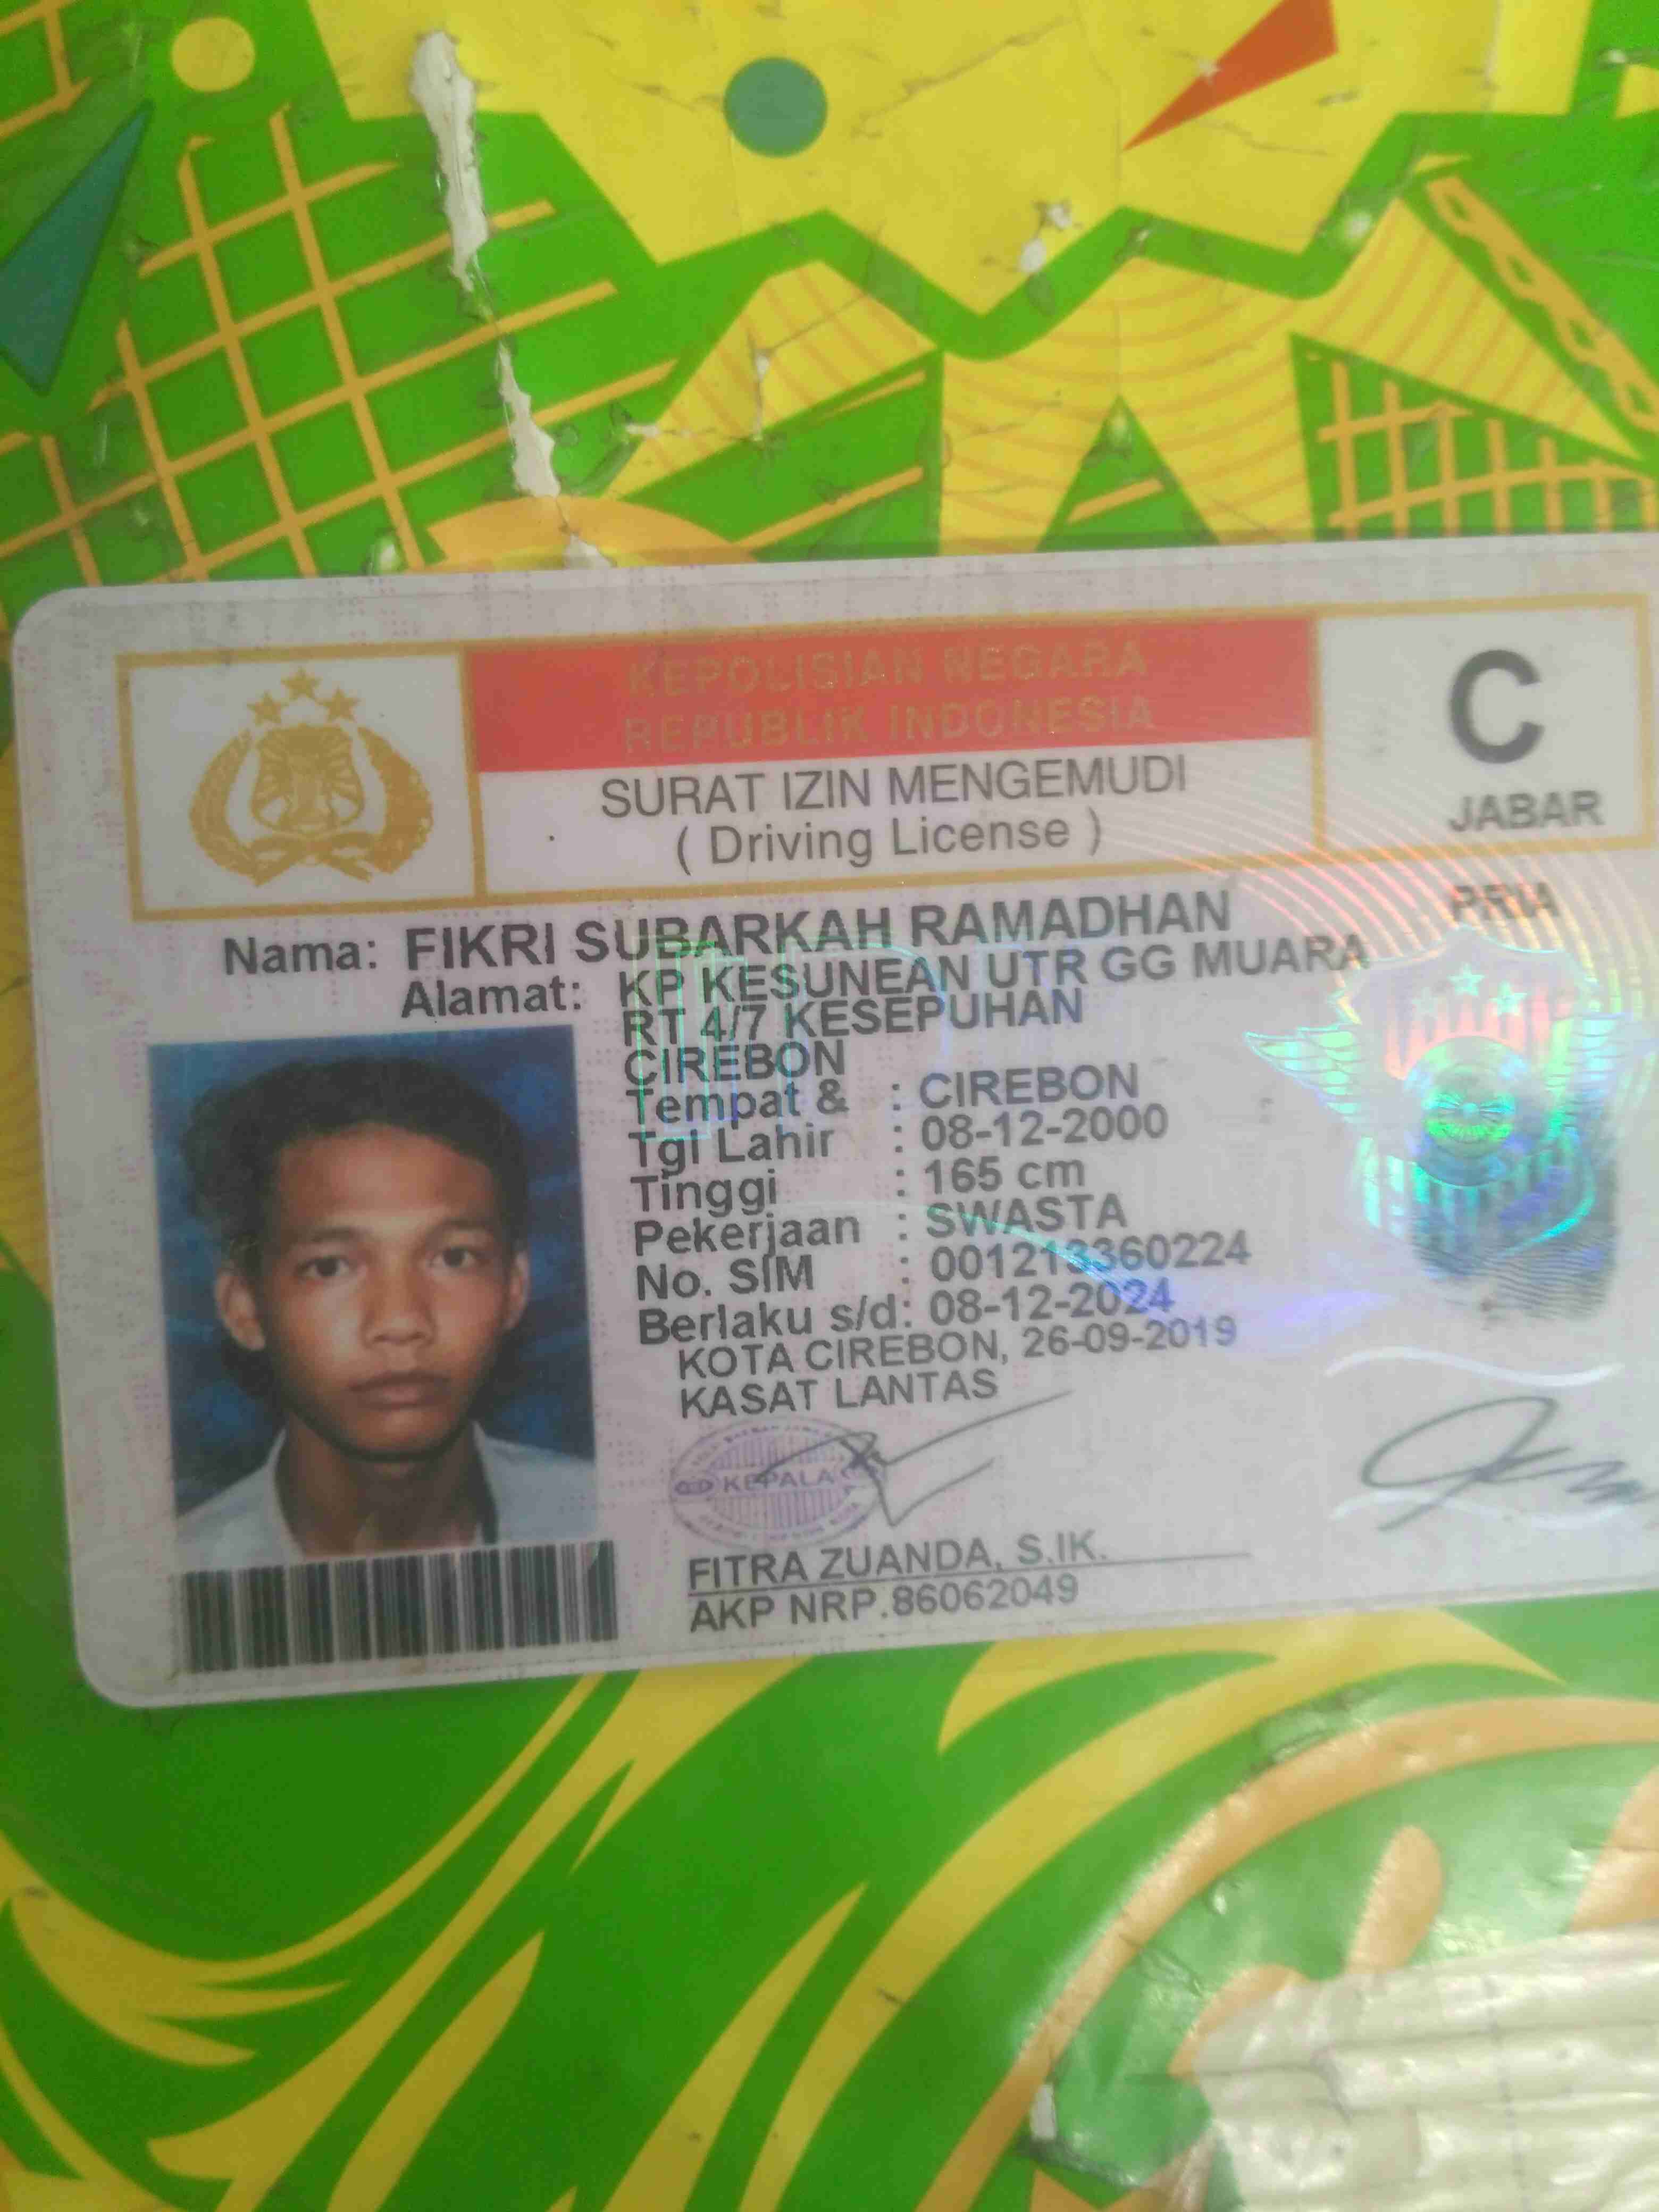 KEPOLISIAN NEGARA
REPUBLIK INDONESIA
SURAT IZIN MENGEMUDI
( Driving License )
C
JABAR
PRIA
Nama: FIKRI SUBARKAH RAMADHAN
Alamat: KP KESUNEAN UTR GG MUARA
RT 4/7 KESEPUHAN
CIREBON
Tempat & : CIREBON
Tgl Lahir : 08-12-2000
Tinggi : 165 cm
Pekerjaan : SWASTA
No. SIM : 001213360224
Berlaku s/d: 08-12-2024
KOTA CIREBON, 26-09-2019
KASAT LANTAS
KEPALA
FITRA ZUANDA, S.IK.
AKP NRP.86062049